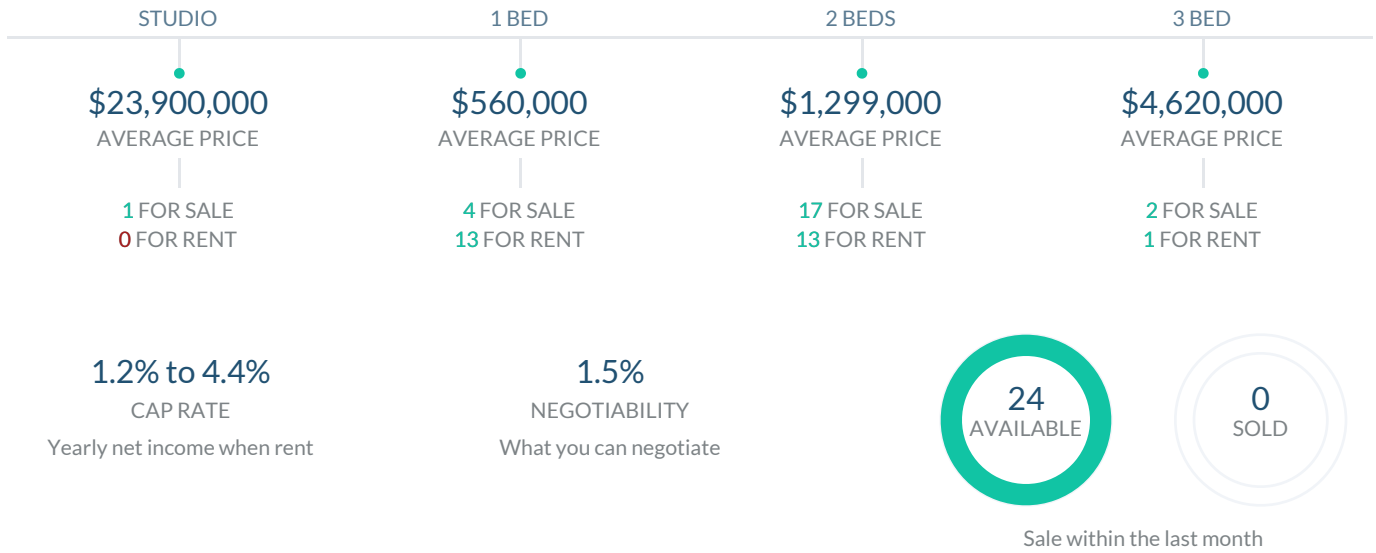 STUDIO
$23,900,000
AVERAGE PRICE
1 FOR SALE
0 FOR RENT
1 BED
$560,000
AVERAGE PRICE
4 FOR SALE
13 FOR RENT
2 BEDS
$1,299,000
AVERAGE PRICE
17 FOR SALE
13 FOR RENT
3 BED
$4,620,000
AVERAGE PRICE
2 FOR SALE
1 FOR RENT
1.2% to 4.4%
CAP RATE
Yearly net income when rent
1.5%
NEGOTIABILITY
What you can negotiate
24
AVAILABLE
0
SOLD
Sale within the last month